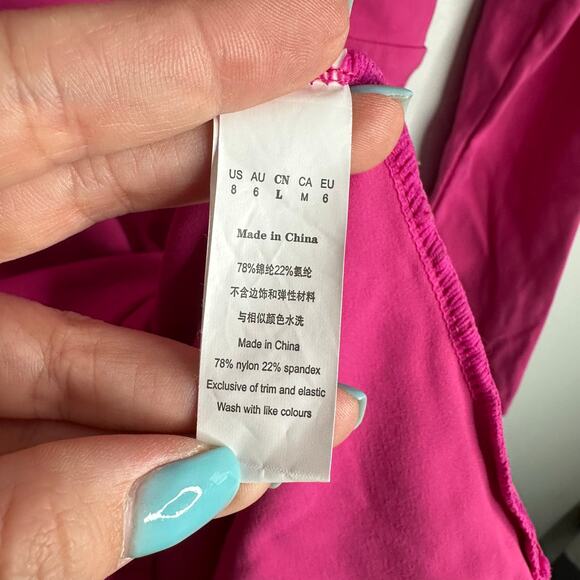 US AU CN CA EU
8 6 L M 6
Made in China
78%锦纶22%氨纶
不含边饰和弹性材料
与相似颜色水洗
Made in China
78% nylon 22% spandex
Exclusive of trim and elastic
Wash with like colours